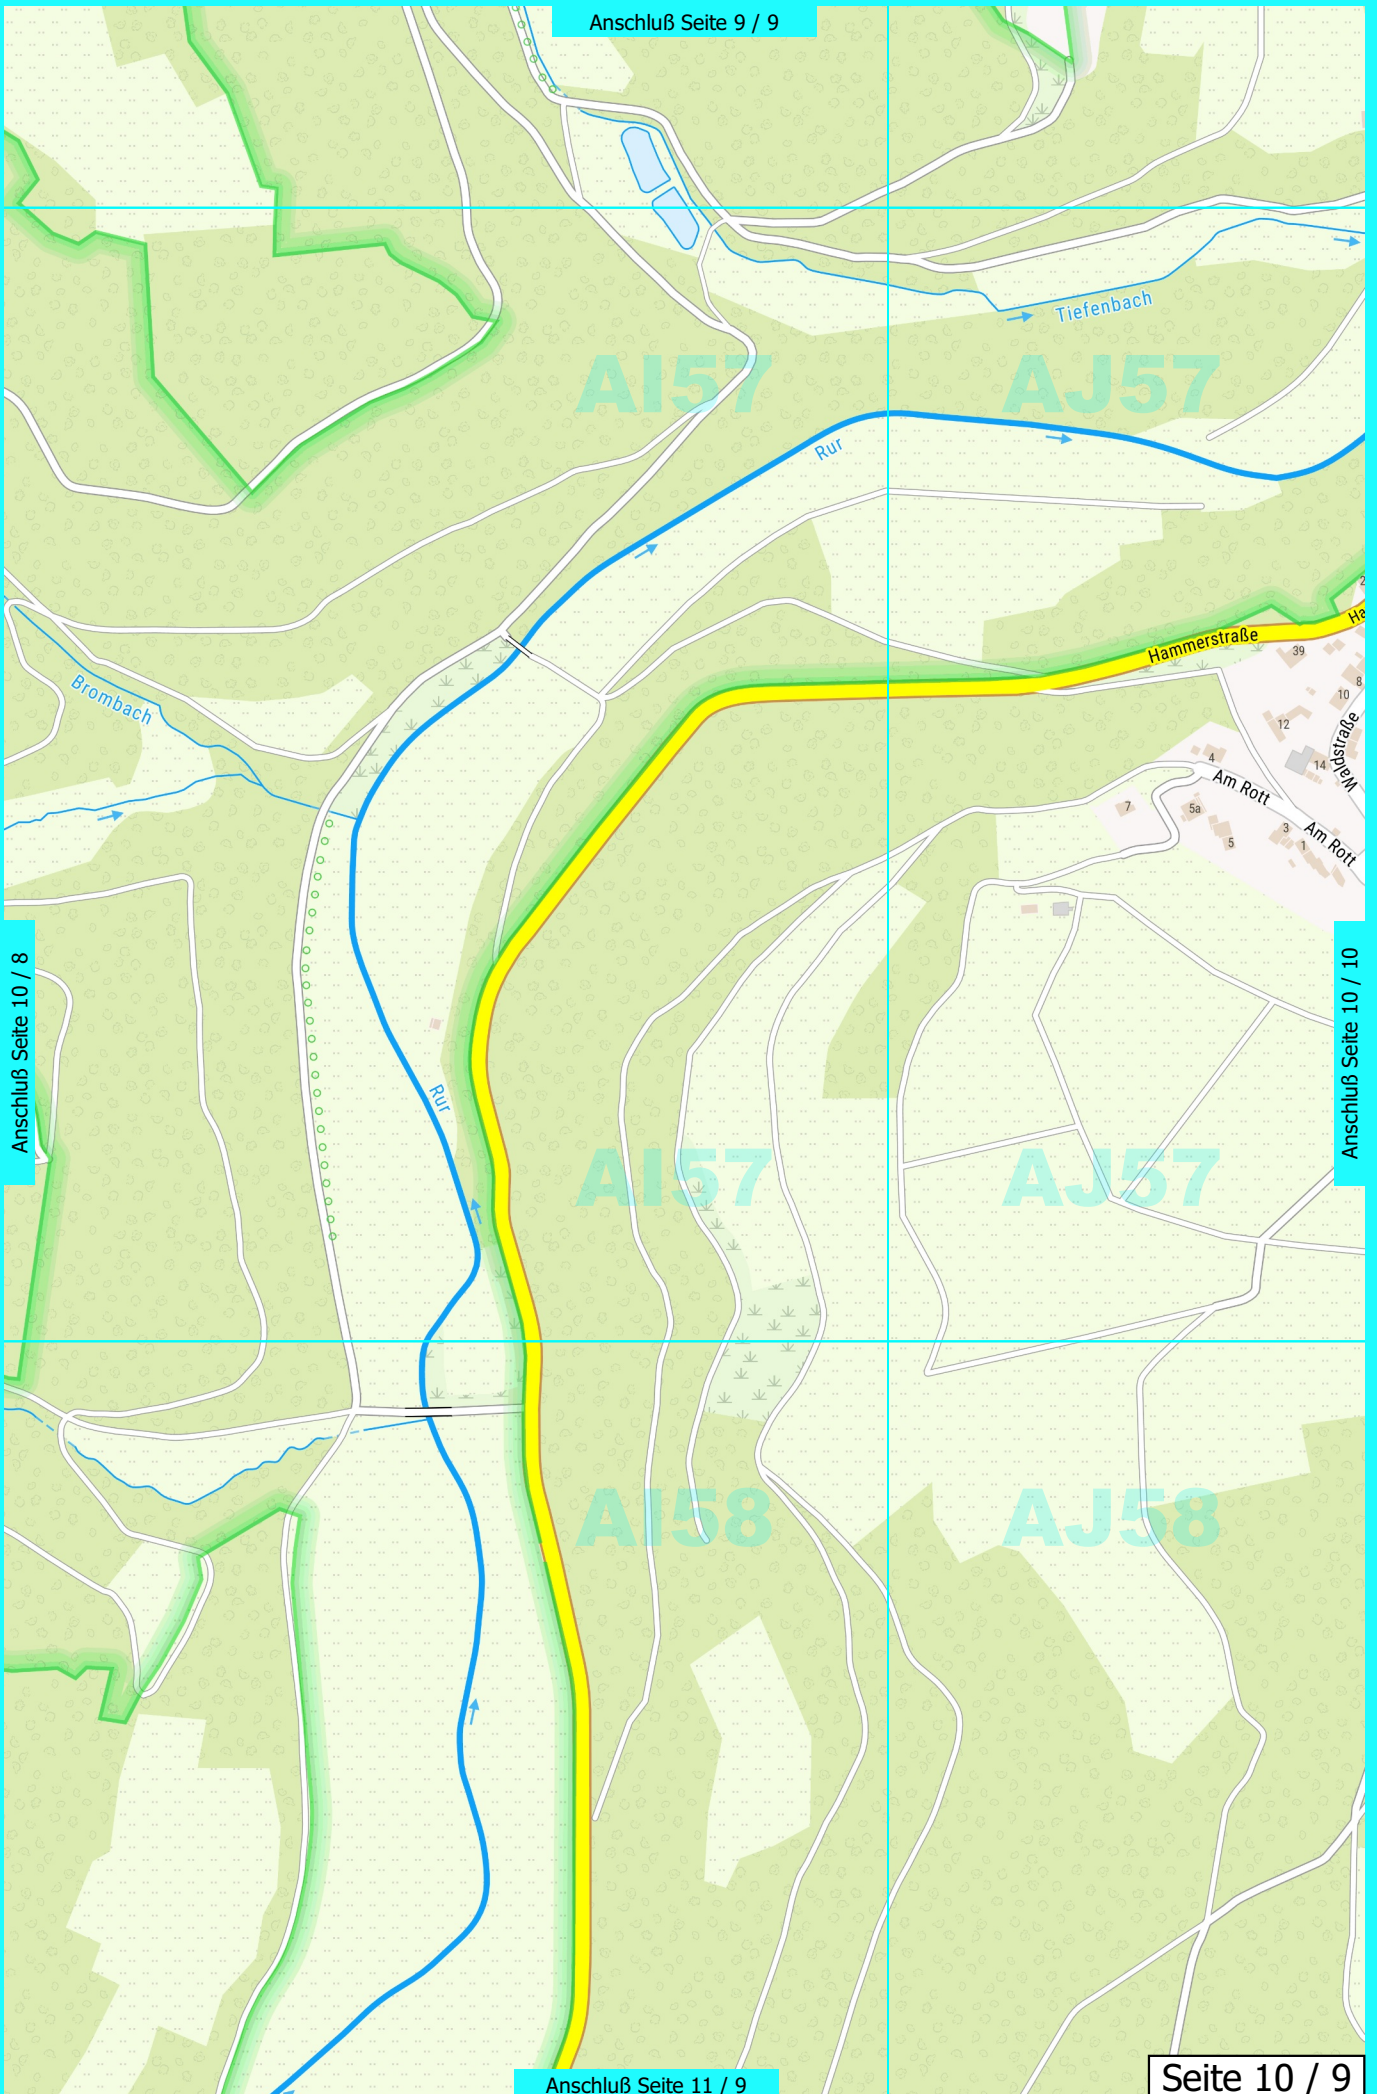 Anschluß Seite 9 / 9
Tiefenbach
AI57
AJ57
Rur
Hammerstraße
Ha
2
39
8
10
12
14
Waldstraße
Brombach
4
Am Rott
7
5a
5
3
1
Am Rott
Anschluß Seite 10 / 8
Anschluß Seite 10 / 10
Rur
AI57
AJ57
AI58
AJ58
Anschluß Seite 11 / 9
Seite 10 / 9